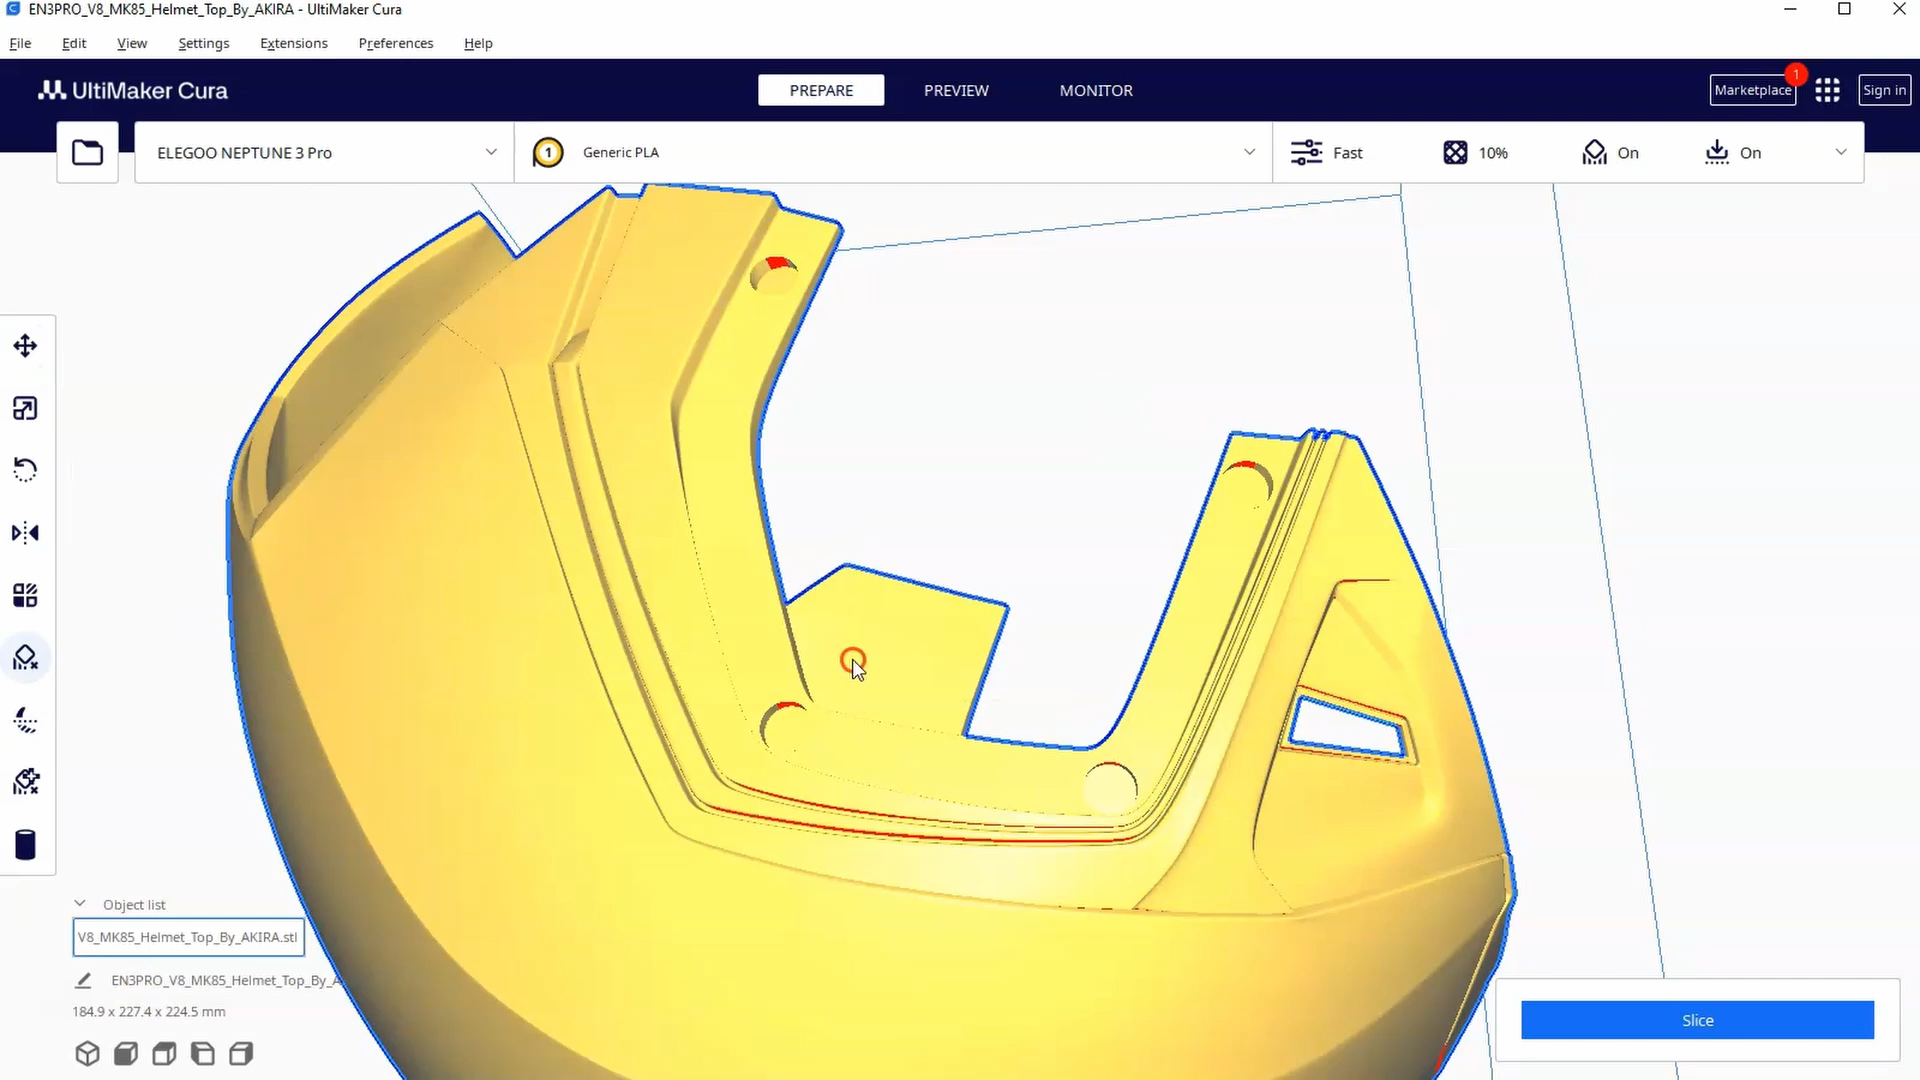 EN3PRO_V8_MK85_Helmet_Top_By_AKIRA - UltiMaker Cura
File Edit View Settings Extensions Preferences Help
UltiMaker Cura
PREPARE PREVIEW MONITOR
Marketplace 1 Sign in
ELEGOO NEPTUNE 3 Pro
1 Generic PLA
Fast 10% On On
Object list
V8_MK85_Helmet_Top_By_AKIRA.stl
EN3PRO_V8_MK85_Helmet_Top_By_A
184.9 x 227.4 x 224.5 mm
Slice